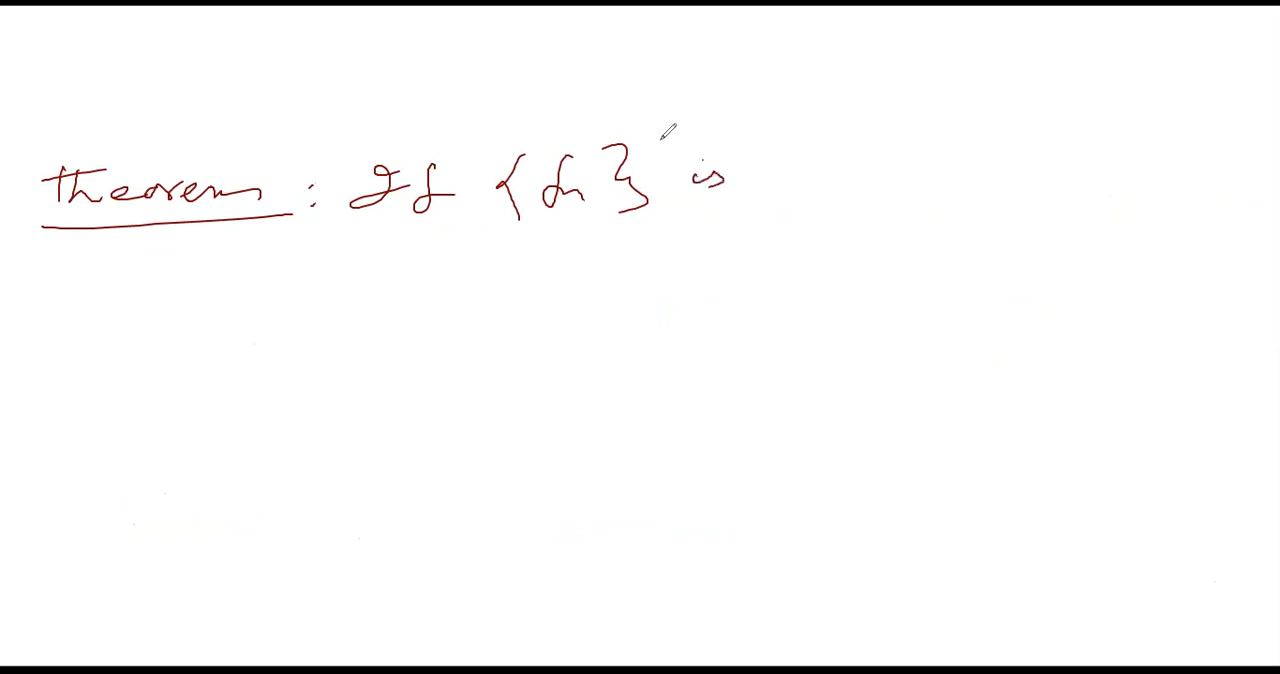 Theorem : If {fn} is